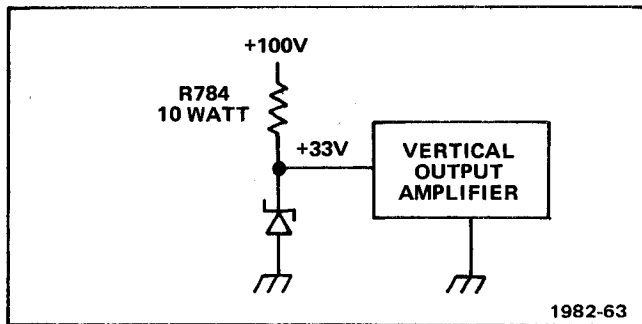 +100V
R784
10 WATT
+33V
VERTICAL
OUTPUT
AMPLIFIER
1982-63